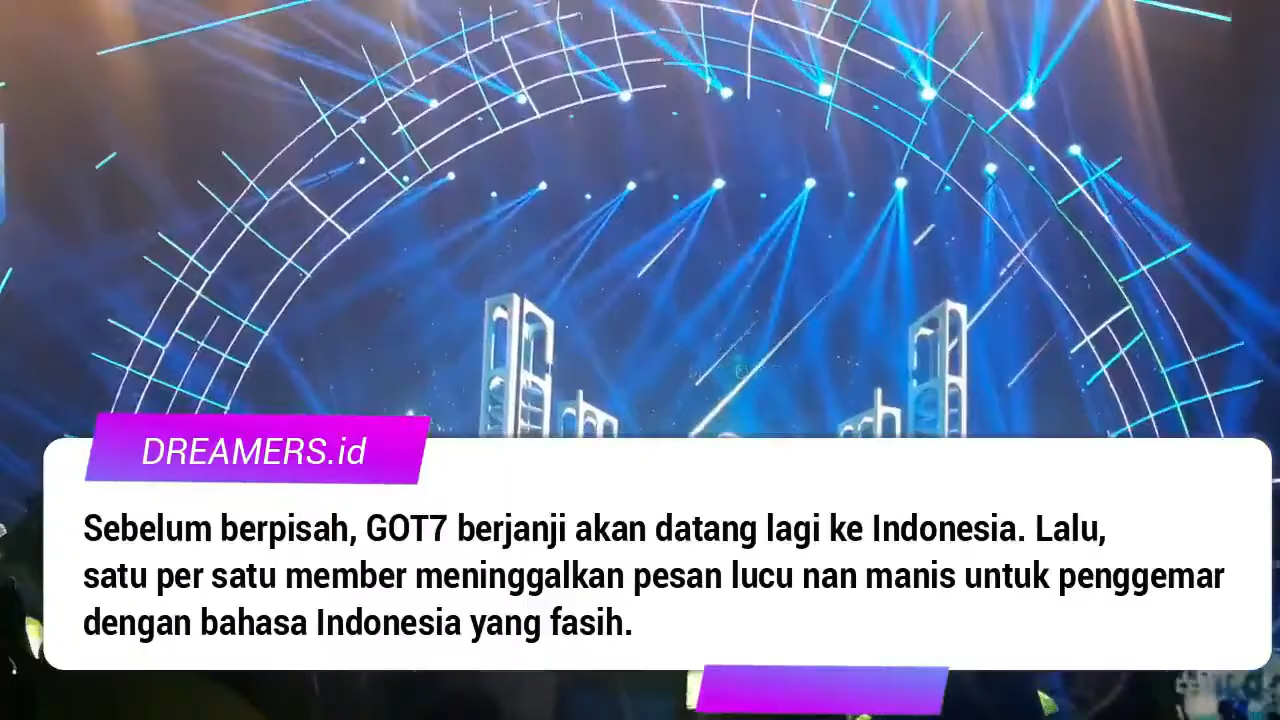 DREAMERS.id
Sebelum berpisah, GOT7 berjanji akan datang lagi ke Indonesia. Lalu,
satu per satu member meninggalkan pesan lucu nan manis untuk penggemar
dengan bahasa Indonesia yang fasih.